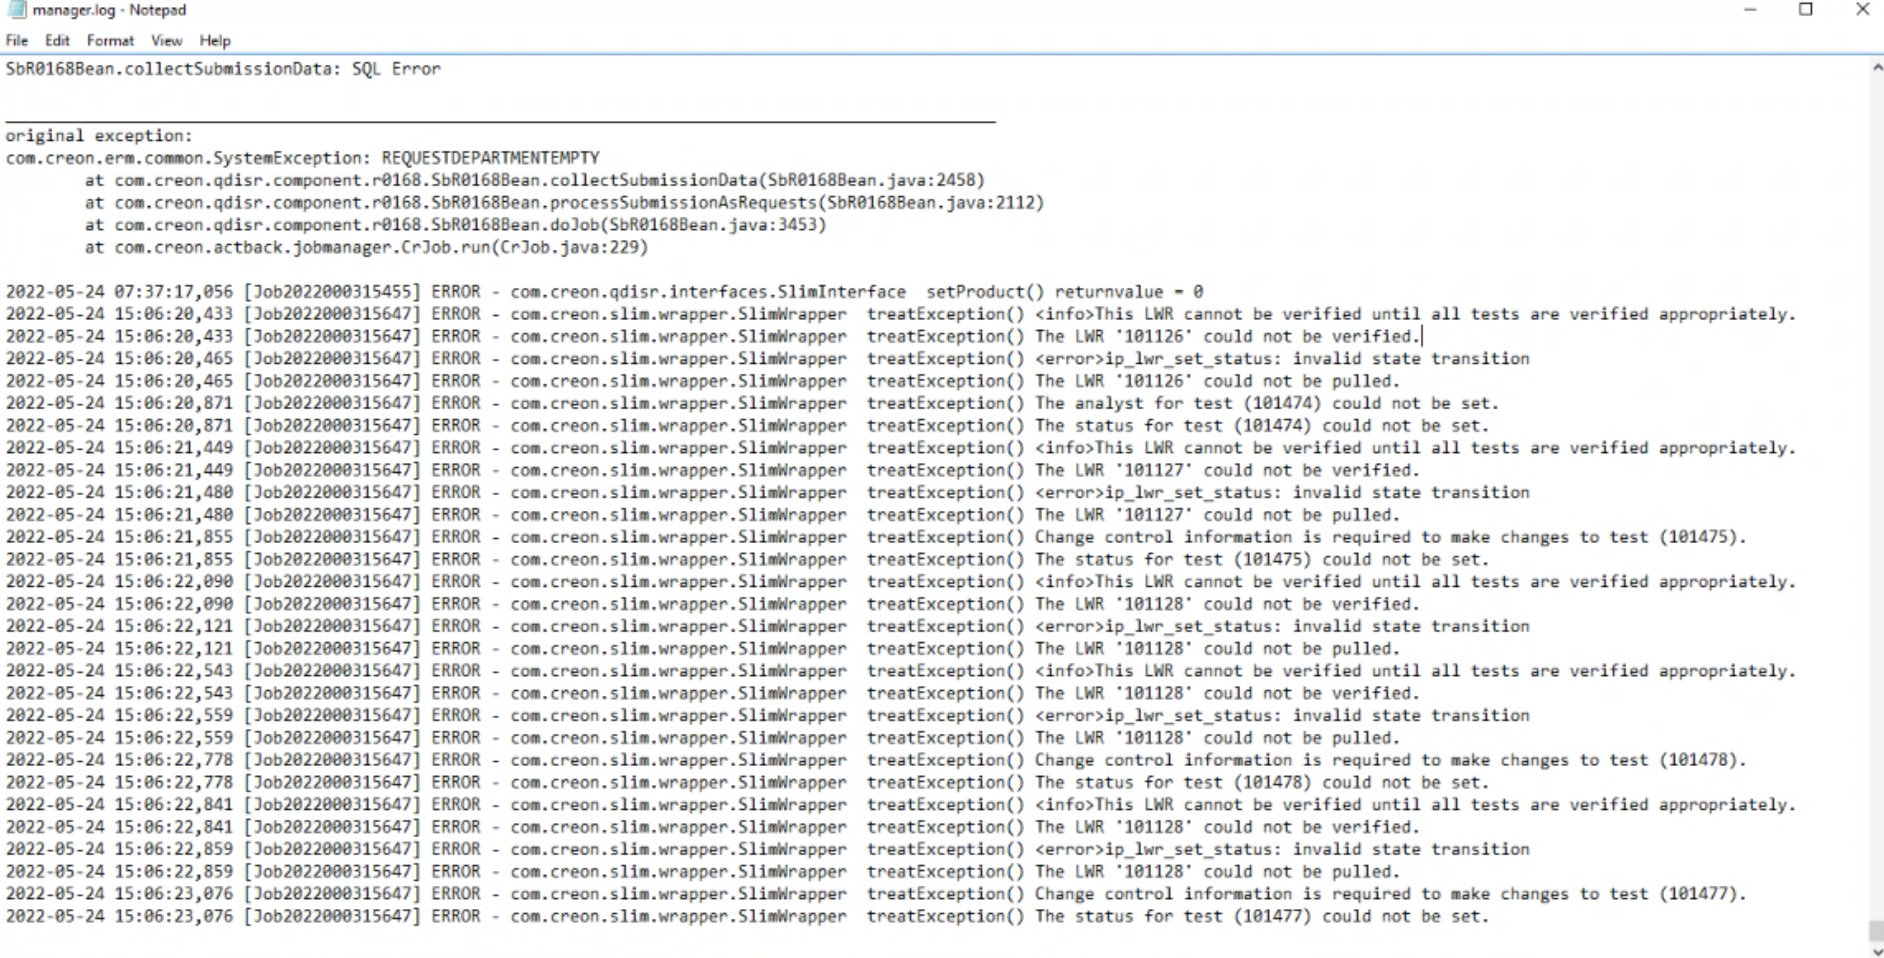 manager.log - Notepad
File Edit Format View Help
SbR0168Bean.collectSubmissionData: SQL Error
original exception:
com.creon.erm.common.SystemException: REQUESTDEPARTMENTEMPTY
at com.creon.qdisr.component.r0168.SbR0168Bean.collectSubmissionData(SbR0168Bean.java:2458)
at com.creon.qdisr.component.r0168.SbR0168Bean.processSubmissionAsRequests(SbR0168Bean.java:2112)
at com.creon.qdisr.component.r0168.SbR0168Bean.doJob(SbR0168Bean.java:3453)
at com.creon.actback.jobmanager.CrJob.run(CrJob.java:229)
2022-05-24 07:37:17,056 [Job2022000315455] ERROR - com.creon.qdisr.interfaces.SlimInterface  setProduct() returnvalue = 0
2022-05-24 15:06:20,433 [Job2022000315647] ERROR - com.creon.slim.wrapper.SlimWrapper  treatException() <info>This LWR cannot be verified until all tests are verified appropriately.
2022-05-24 15:06:20,433 [Job2022000315647] ERROR - com.creon.slim.wrapper.SlimWrapper  treatException() The LWR '101126' could not be verified.
2022-05-24 15:06:20,465 [Job2022000315647] ERROR - com.creon.slim.wrapper.SlimWrapper  treatException() <error>ip_lwr_set_status: invalid state transition
2022-05-24 15:06:20,465 [Job2022000315647] ERROR - com.creon.slim.wrapper.SlimWrapper  treatException() The LWR '101126' could not be pulled.
2022-05-24 15:06:20,871 [Job2022000315647] ERROR - com.creon.slim.wrapper.SlimWrapper  treatException() The analyst for test (101474) could not be set.
2022-05-24 15:06:20,871 [Job2022000315647] ERROR - com.creon.slim.wrapper.SlimWrapper  treatException() The status for test (101474) could not be set.
2022-05-24 15:06:21,449 [Job2022000315647] ERROR - com.creon.slim.wrapper.SlimWrapper  treatException() <info>This LWR cannot be verified until all tests are verified appropriately.
2022-05-24 15:06:21,449 [Job2022000315647] ERROR - com.creon.slim.wrapper.SlimWrapper  treatException() The LWR '101127' could not be verified.
2022-05-24 15:06:21,480 [Job2022000315647] ERROR - com.creon.slim.wrapper.SlimWrapper  treatException() <error>ip_lwr_set_status: invalid state transition
2022-05-24 15:06:21,480 [Job2022000315647] ERROR - com.creon.slim.wrapper.SlimWrapper  treatException() The LWR '101127' could not be pulled.
2022-05-24 15:06:21,855 [Job2022000315647] ERROR - com.creon.slim.wrapper.SlimWrapper  treatException() Change control information is required to make changes to test (101475).
2022-05-24 15:06:21,855 [Job2022000315647] ERROR - com.creon.slim.wrapper.SlimWrapper  treatException() The status for test (101475) could not be set.
2022-05-24 15:06:22,090 [Job2022000315647] ERROR - com.creon.slim.wrapper.SlimWrapper  treatException() <info>This LWR cannot be verified until all tests are verified appropriately.
2022-05-24 15:06:22,090 [Job2022000315647] ERROR - com.creon.slim.wrapper.SlimWrapper  treatException() The LWR '101128' could not be verified.
2022-05-24 15:06:22,121 [Job2022000315647] ERROR - com.creon.slim.wrapper.SlimWrapper  treatException() <error>ip_lwr_set_status: invalid state transition
2022-05-24 15:06:22,121 [Job2022000315647] ERROR - com.creon.slim.wrapper.SlimWrapper  treatException() The LWR '101128' could not be pulled.
2022-05-24 15:06:22,543 [Job2022000315647] ERROR - com.creon.slim.wrapper.SlimWrapper  treatException() <info>This LWR cannot be verified until all tests are verified appropriately.
2022-05-24 15:06:22,543 [Job2022000315647] ERROR - com.creon.slim.wrapper.SlimWrapper  treatException() The LWR '101128' could not be verified.
2022-05-24 15:06:22,559 [Job2022000315647] ERROR - com.creon.slim.wrapper.SlimWrapper  treatException() <error>ip_lwr_set_status: invalid state transition
2022-05-24 15:06:22,559 [Job2022000315647] ERROR - com.creon.slim.wrapper.SlimWrapper  treatException() The LWR '101128' could not be pulled.
2022-05-24 15:06:22,778 [Job2022000315647] ERROR - com.creon.slim.wrapper.SlimWrapper  treatException() Change control information is required to make changes to test (101478).
2022-05-24 15:06:22,778 [Job2022000315647] ERROR - com.creon.slim.wrapper.SlimWrapper  treatException() The status for test (101478) could not be set.
2022-05-24 15:06:22,841 [Job2022000315647] ERROR - com.creon.slim.wrapper.SlimWrapper  treatException() <info>This LWR cannot be verified until all tests are verified appropriately.
2022-05-24 15:06:22,841 [Job2022000315647] ERROR - com.creon.slim.wrapper.SlimWrapper  treatException() The LWR '101128' could not be verified.
2022-05-24 15:06:22,859 [Job2022000315647] ERROR - com.creon.slim.wrapper.SlimWrapper  treatException() <error>ip_lwr_set_status: invalid state transition
2022-05-24 15:06:22,859 [Job2022000315647] ERROR - com.creon.slim.wrapper.SlimWrapper  treatException() The LWR '101128' could not be pulled.
2022-05-24 15:06:23,076 [Job2022000315647] ERROR - com.creon.slim.wrapper.SlimWrapper  treatException() Change control information is required to make changes to test (101477).
2022-05-24 15:06:23,076 [Job2022000315647] ERROR - com.creon.slim.wrapper.SlimWrapper  treatException() The status for test (101477) could not be set.